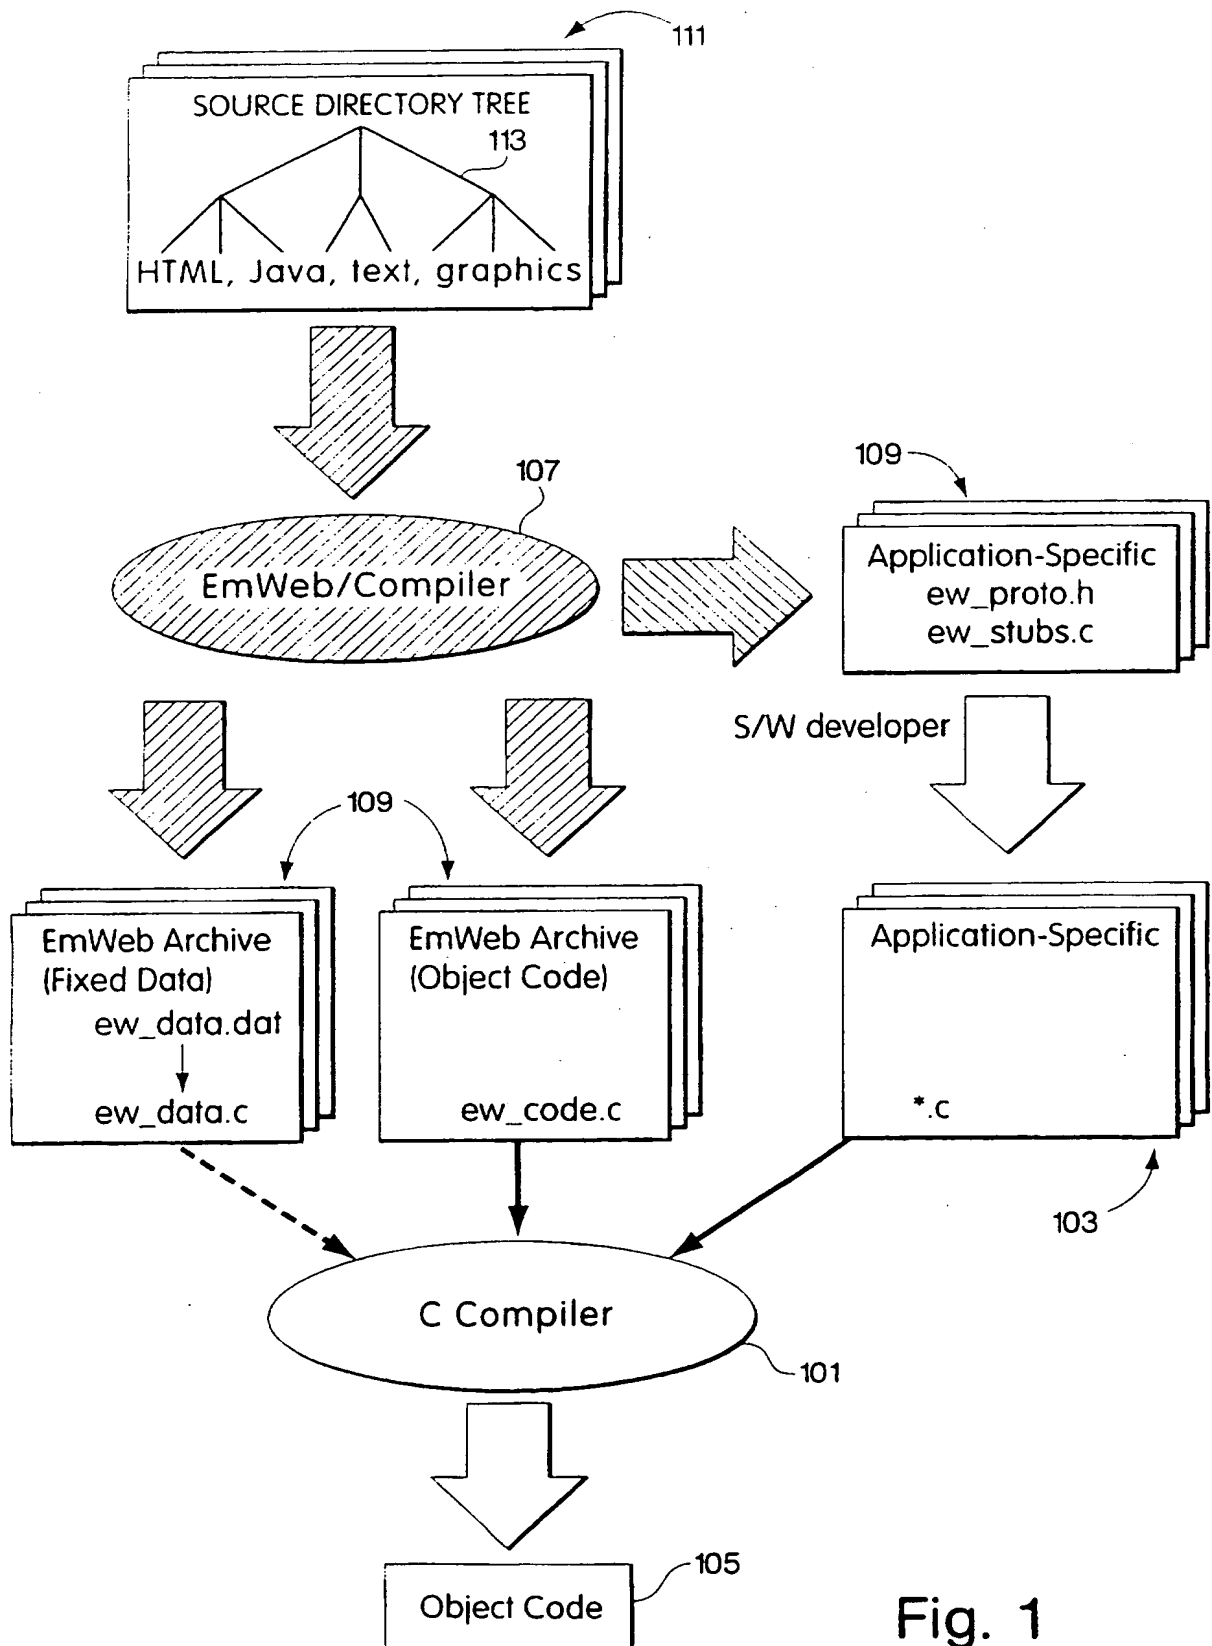 111
SOURCE DIRECTORY TREE
113
HTML, Java, text, graphics
107
109
EmWeb/Compiler
Application-Specific
ew_proto.h
ew_stubs.c
S/W developer
109
EmWeb Archive
(Fixed Data)
ew_data.dat
ew_data.c
EmWeb Archive
(Object Code)
ew_code.c
Application-Specific
*.c
103
C Compiler
101
105
Object Code
Fig. 1